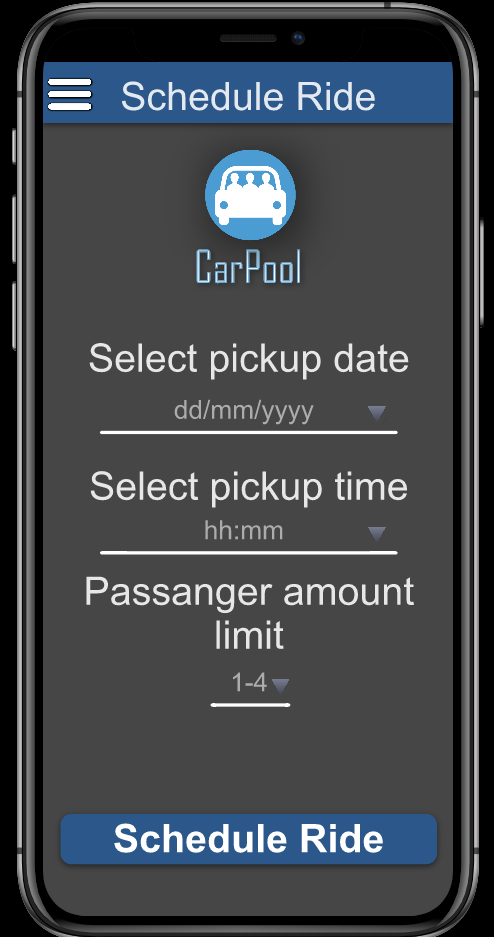 Schedule Ride
CarPool
Select pickup date
dd/mm/yyyy
Select pickup time
hh:mm
Passanger amount
limit
1-4
Schedule Ride